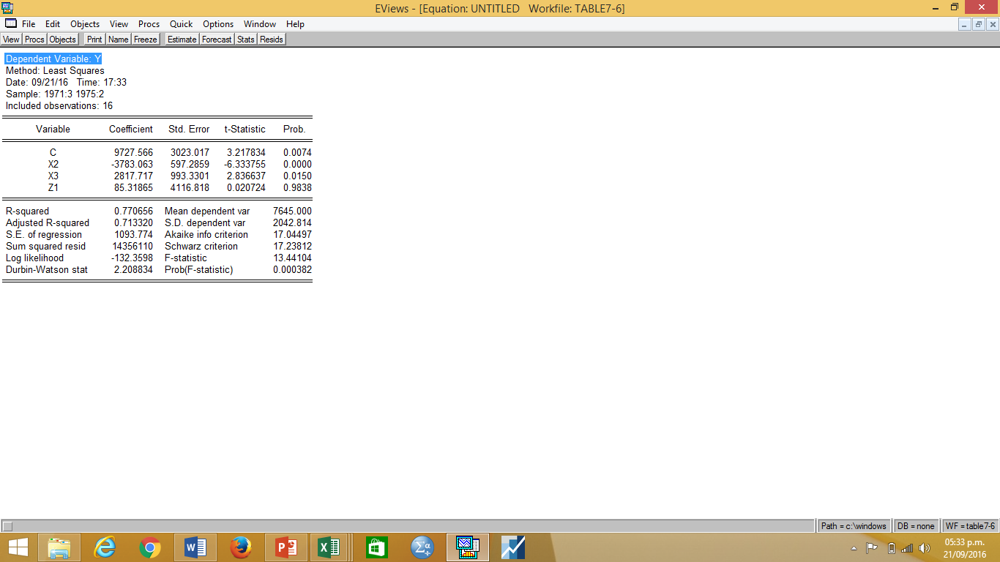 EViews - [Equation: UNTITLED   Workfile: TABLE7-6]
File Edit Objects View Procs Quick Options Window Help
View Procs Objects Print Name Freeze Estimate Forecast Stats Resids
Dependent Variable: Y
Method: Least Squares
Date: 09/21/16   Time: 17:33
Sample: 1971:3 1975:2
Included observations: 16
Variable Coefficient Std. Error t-Statistic Prob.
C 9727.566 3023.017 3.217834 0.0074
X2 -3783.063 597.2859 -6.333755 0.0000
X3 2817.717 993.3301 2.836637 0.0150
Z1 85.31865 4116.818 0.020724 0.9838
R-squared 0.770656 Mean dependent var 7645.000
Adjusted R-squared 0.713320 S.D. dependent var 2042.814
S.E. of regression 1093.774 Akaike info criterion 17.04497
Sum squared resid 14356110 Schwarz criterion 17.23812
Log likelihood -132.3598 F-statistic 13.44104
Durbin-Watson stat 2.208834 Prob(F-statistic) 0.000382
Path = c:\windows DB = none WF = table7-6
05:33 p.m.
21/09/2016